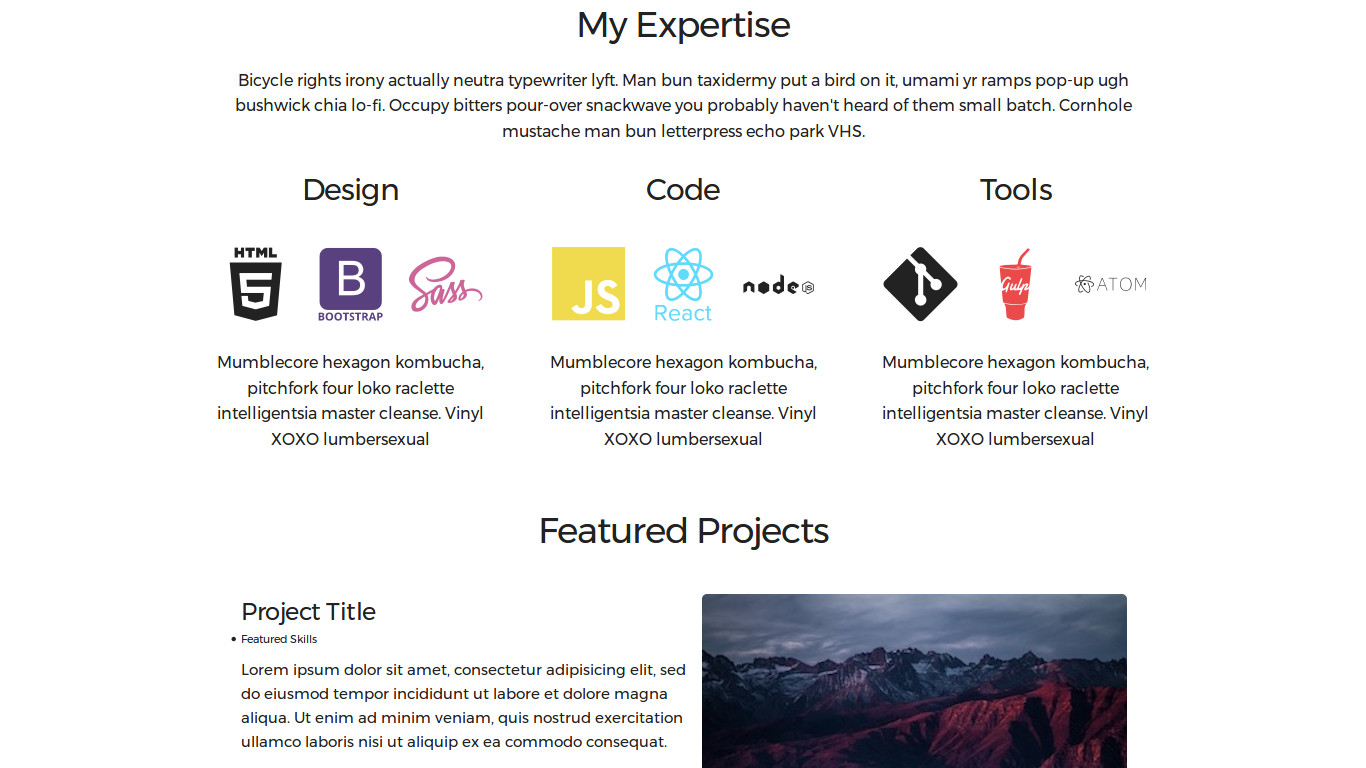 My Expertise
Bicycle rights irony actually neutra typewriter lyft. Man bun taxidermy put a bird on it, umami yr ramps pop-up ugh
bushwick chia lo-fi. Occupy bitters pour-over snackwave you probably haven't heard of them small batch. Cornhole
mustache man bun letterpress echo park VHS.
Design
HTML
5
B
BOOTSTRAP
Sass
Mumblecore hexagon kombucha,
pitchfork four loko raclette
intelligentsia master cleanse. Vinyl
XOXO lumbersexual
Code
JS
React
node JS
Mumblecore hexagon kombucha,
pitchfork four loko raclette
intelligentsia master cleanse. Vinyl
XOXO lumbersexual
Tools
Gulp
ATOM
Mumblecore hexagon kombucha,
pitchfork four loko raclette
intelligentsia master cleanse. Vinyl
XOXO lumbersexual
Featured Projects
Project Title
• Featured Skills
Lorem ipsum dolor sit amet, consectetur adipisicing elit, sed
do eiusmod tempor incididunt ut labore et dolore magna
aliqua. Ut enim ad minim veniam, quis nostrud exercitation
ullamco laboris nisi ut aliquip ex ea commodo consequat.